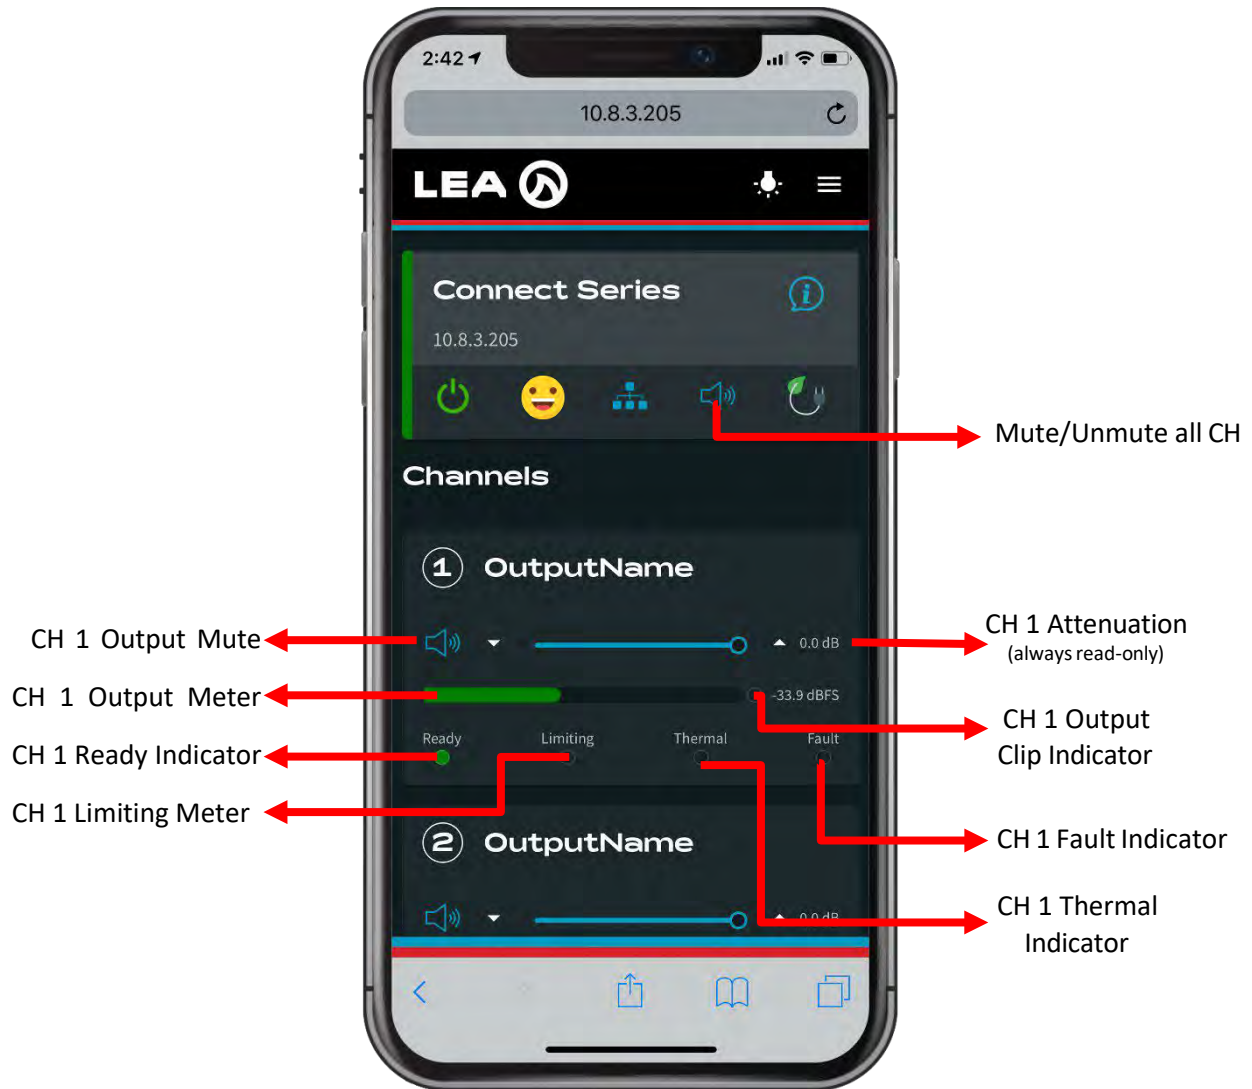 2:42
10.8.3.205
LEA
Connect Series
10.8.3.205
Mute/Unmute all CH
Channels
1 OutputName
CH 1 Output Mute
0.0 dB
CH 1 Attenuation
(always read-only)
CH 1 Output Meter
-33.9 dBFS
CH 1 Output
Clip Indicator
Ready Limiting Thermal Fault
CH 1 Ready Indicator
CH 1 Limiting Meter
2 OutputName
CH 1 Fault Indicator
0.0 dB
CH 1 Thermal
Indicator